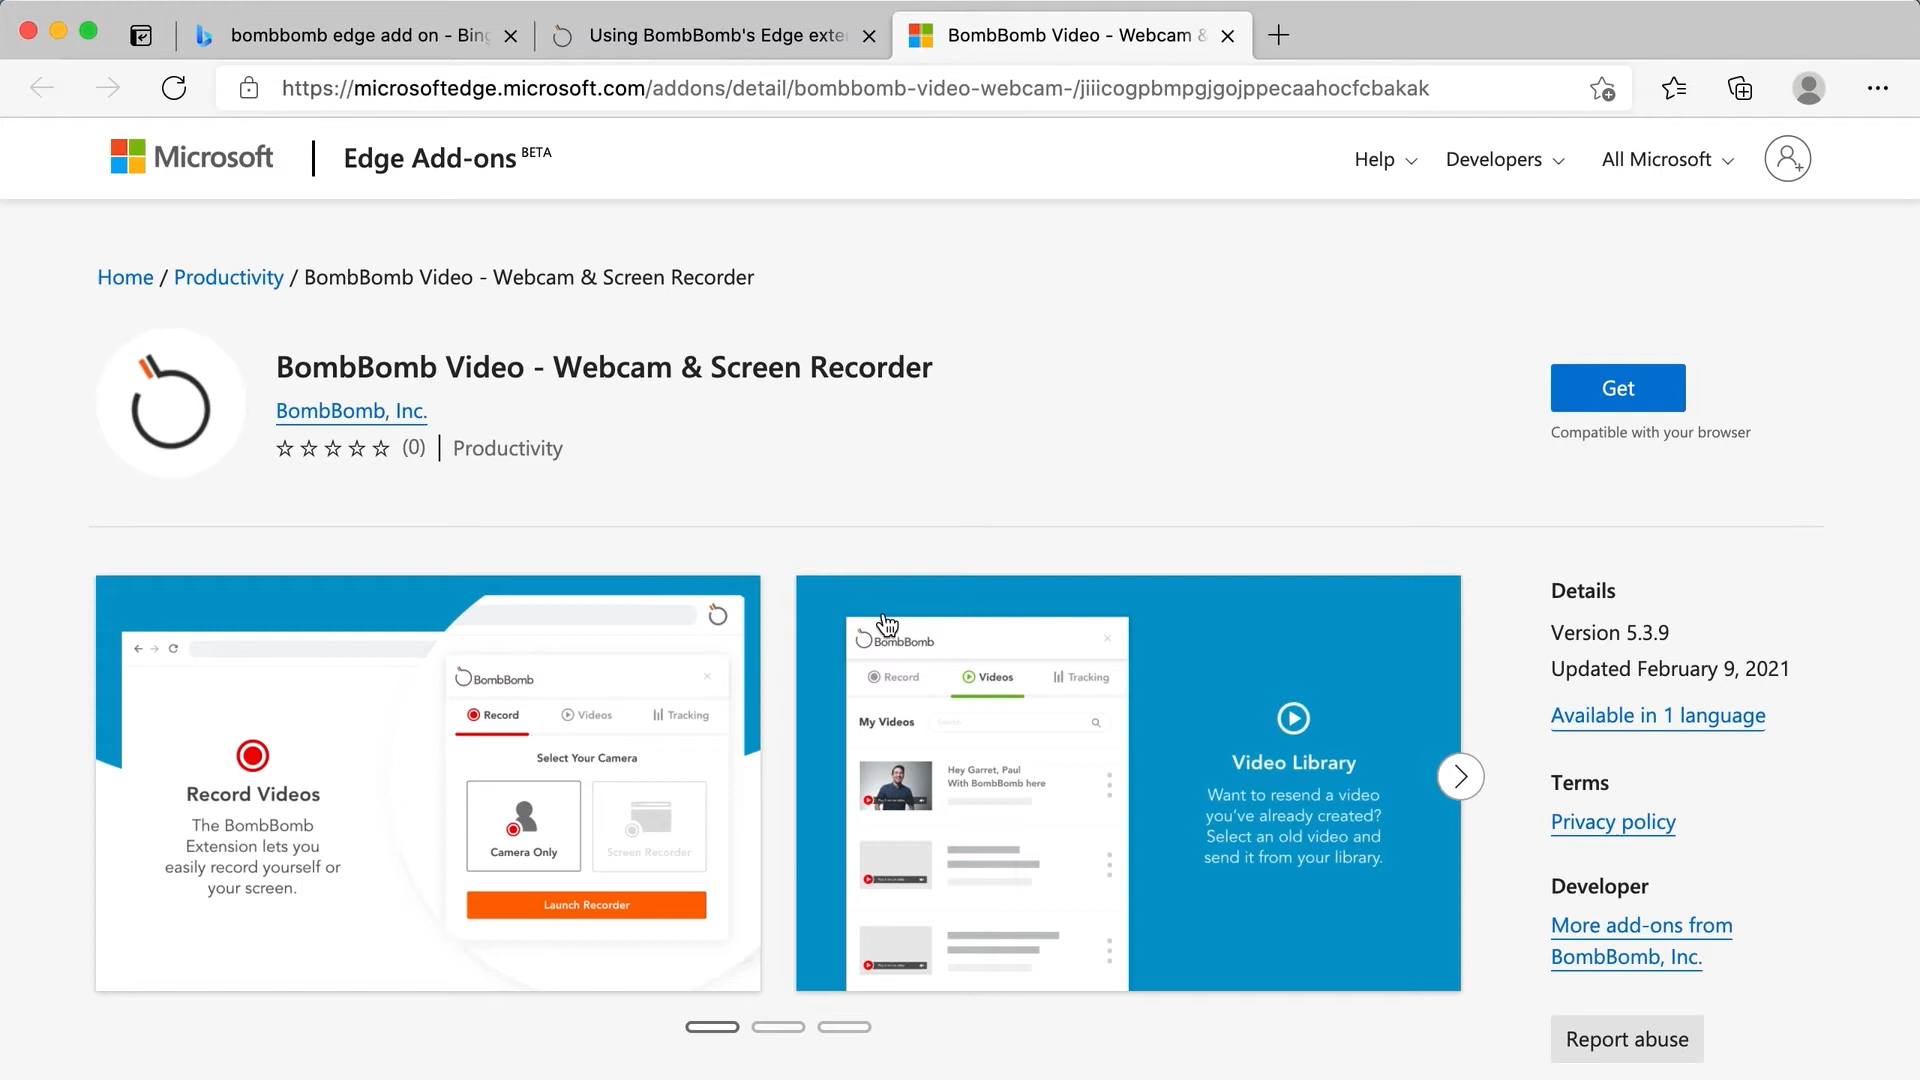 bombbomb edge add on - Bing
Using BombBomb's Edge exte
BombBomb Video - Webcam &
https://microsoftedge.microsoft.com/addons/detail/bombbomb-video-webcam-/jiiicogpbmpgjgojppecaahocfcbakak
Microsoft
Edge Add-ons BETA
Help
Developers
All Microsoft
Home / Productivity / BombBomb Video - Webcam & Screen Recorder
BombBomb Video - Webcam & Screen Recorder
BombBomb, Inc.
(0)
Productivity
Get
Compatible with your browser
Record Videos
The BombBomb
Extension lets you
easily record yourself or
your screen.
BombBomb
Record
Videos
Tracking
Select Your Camera
Camera Only
Screen Recorder
Launch Recorder
BombBomb
Record
Videos
Tracking
My Videos
Search
Hey Garret, Paul
With BombBomb here
Video Library
Want to resend a video
you've already created?
Select an old video and
send it from your library.
Details
Version 5.3.9
Updated February 9, 2021
Available in 1 language
Terms
Privacy policy
Developer
More add-ons from
BombBomb, Inc.
Report abuse